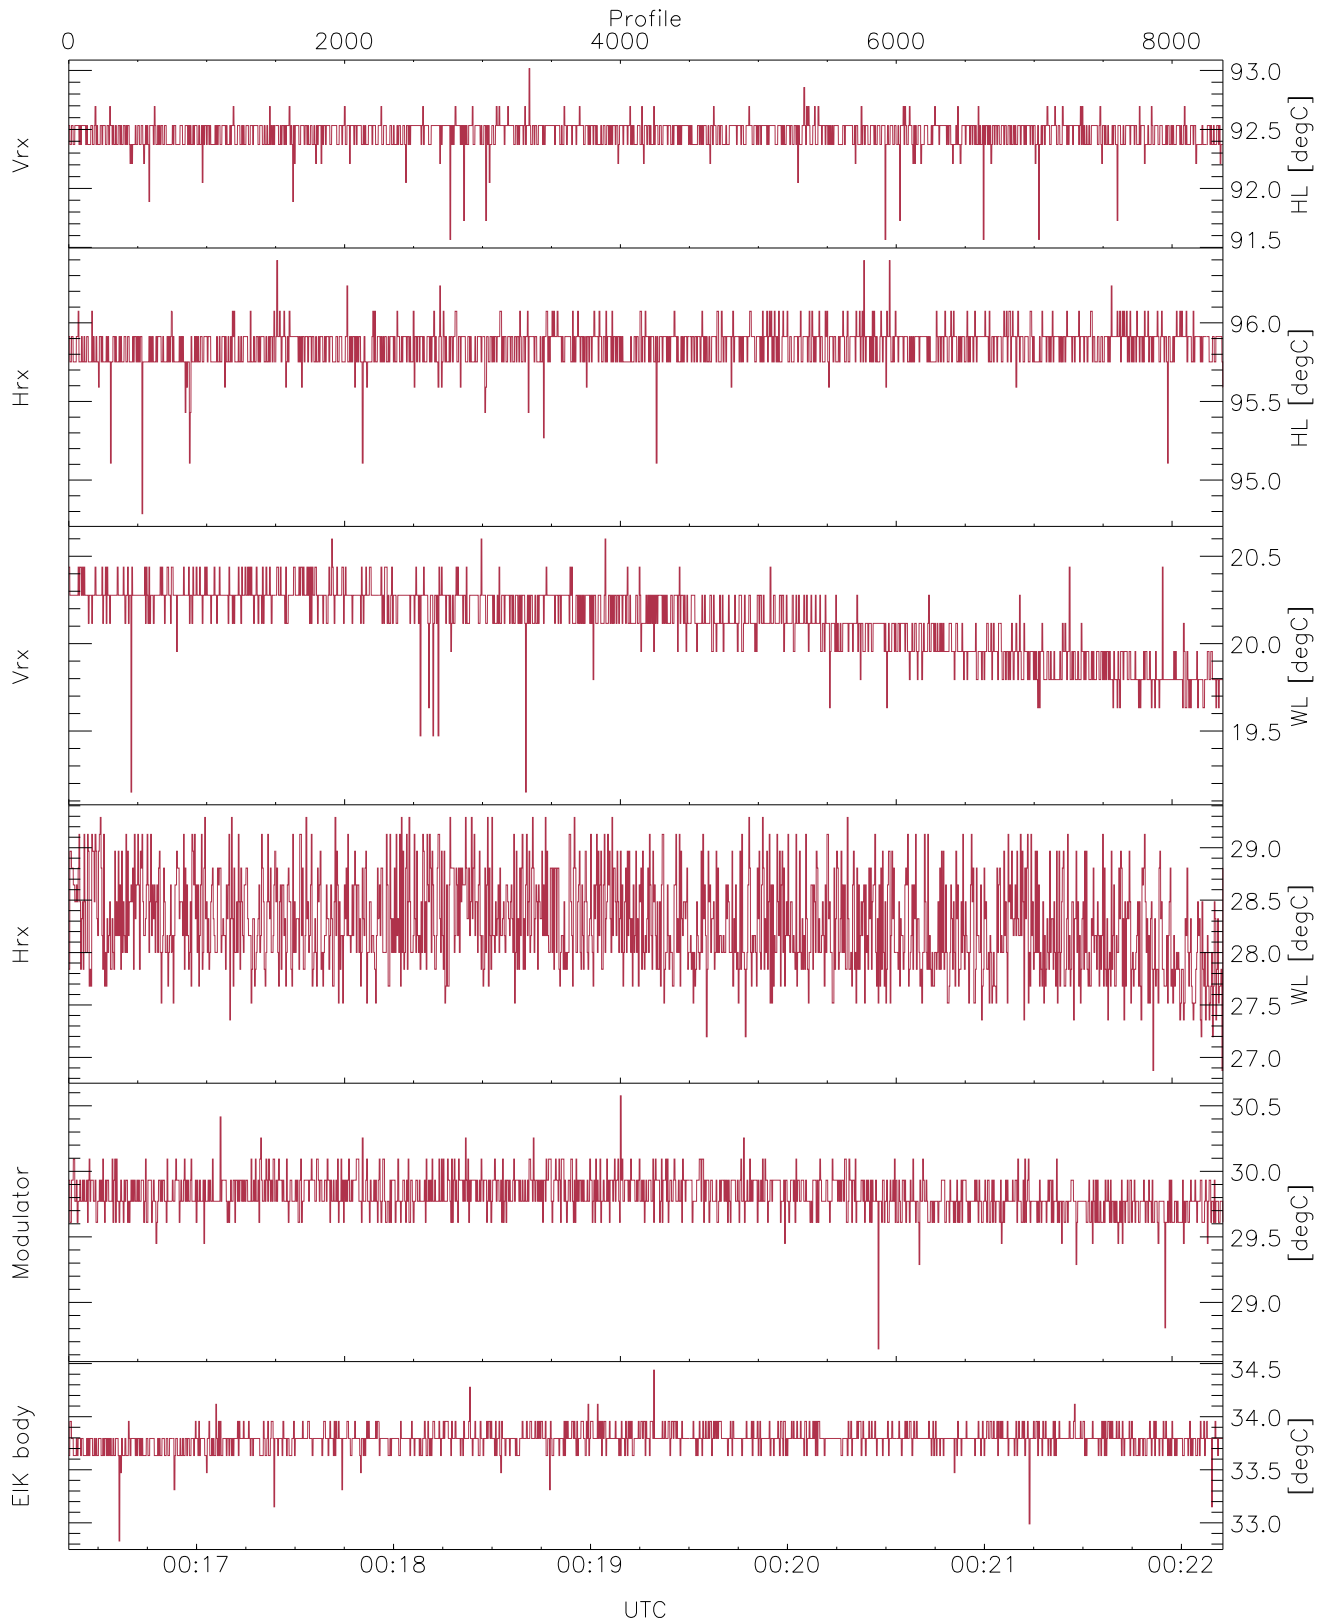 Profile
0 2000 4000 6000 8000
Vrx
93.0
92.5
92.0
91.5
HL [degC]
Hrx
96.0
95.5
95.0
HL [degC]
Vrx
20.5
20.0
19.5
WL [degC]
Hrx
29.0
28.5
28.0
27.5
27.0
WL [degC]
Modulator
30.5
30.0
29.5
29.0
[degC]
EIK body
34.5
34.0
33.5
33.0
[degC]
00:17 00:18 00:19 00:20 00:21 00:22
UTC